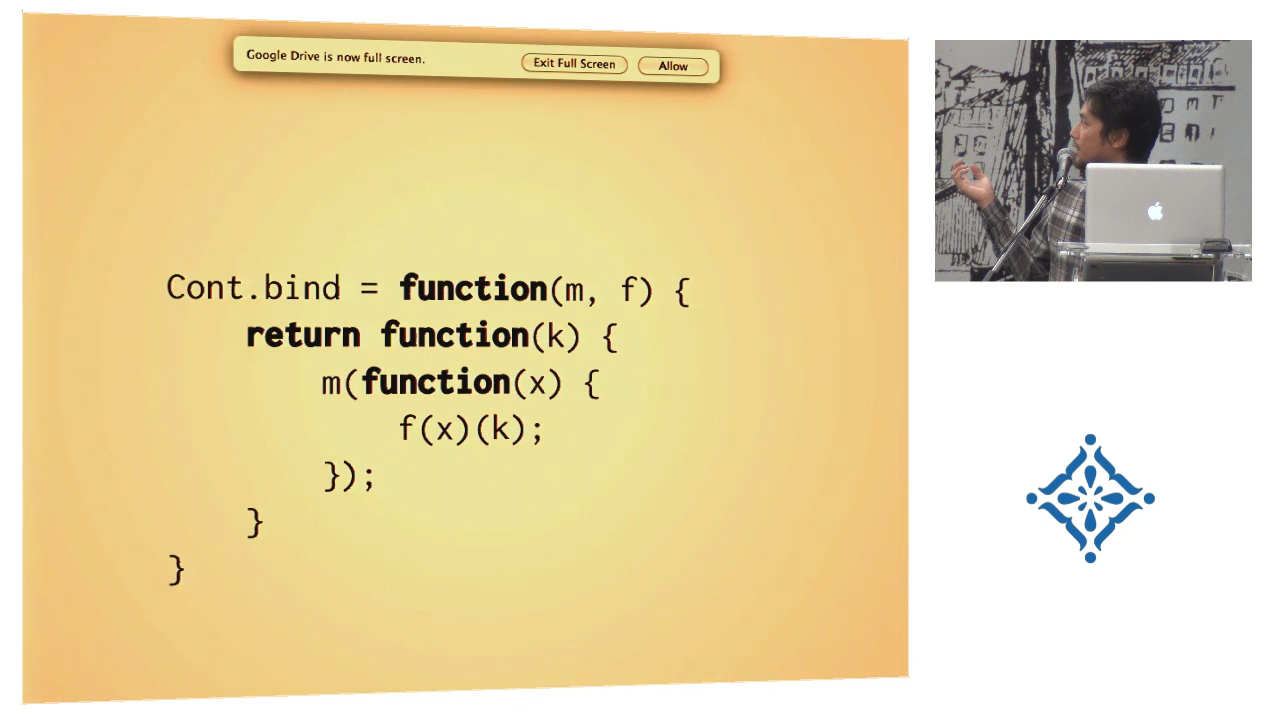 Google Drive is now full screen. Exit Full Screen Allow
Cont.bind = function(m, f) {
return function(k) {
m(function(x) {
f(x)(k);
});
}
}